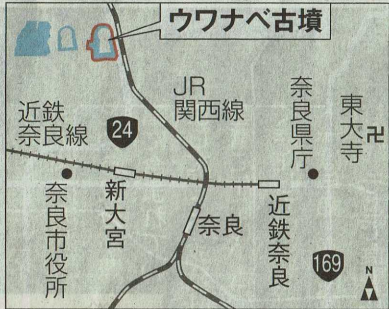 ウワナベ古墳
JR
関西線
近鉄
奈良線
24
奈良県庁
東大寺
卍
新大宮
奈良市役所
奈良
近鉄奈良
169
N